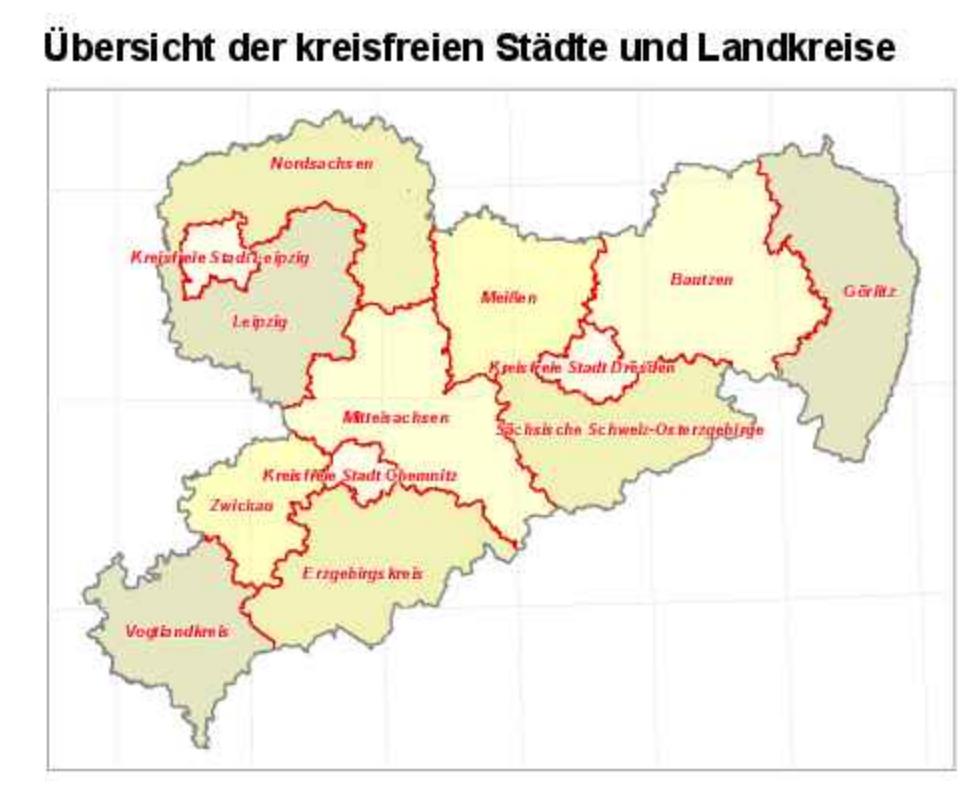 Übersicht der kreisfreien Städte und Landkreise
Nordsachsen
Kreisfreie Stadt Leipzig
Bautzen
Görlitz
Meißen
Leipzig
Kreisfreie Stadt Dresden
Mittelsachsen
Sächsische Schweiz-Osterzgebirge
Kreisfreie Stadt Chemnitz
Zwickau
Erzgebirgskreis
Vogtlandkreis